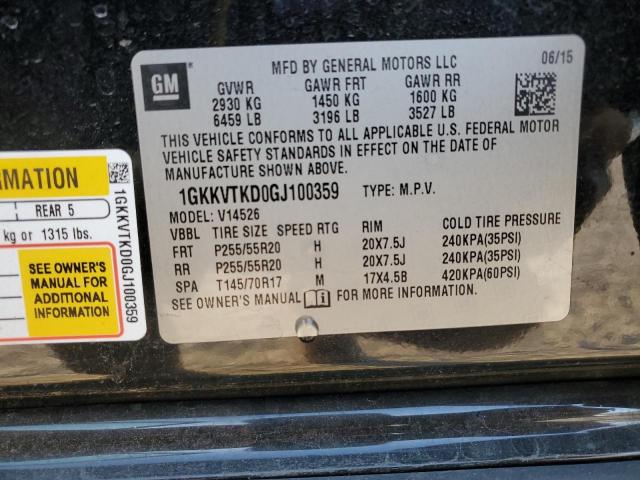 MFD BY GENERAL MOTORS LLC 06/15
GM
GVWR GAWR FRT GAWR RR
2930 KG 1450 KG 1600 KG
6459 LB 3196 LB 3527 LB
THIS VEHICLE CONFORMS TO ALL APPLICABLE U.S. FEDERAL MOTOR
VEHICLE SAFETY STANDARDS IN EFFECT ON THE DATE OF
MANUFACTURE SHOWN ABOVE.
1GKKVTKD0GJ100359 TYPE: M.P.V.
MODEL: V14526
VBBL TIRE SIZE SPEED RTG RIM COLD TIRE PRESSURE
FRT P255/55R20 H 20X7.5J 240KPA(35PSI)
RR P255/55R20 H 20X7.5J 240KPA(35PSI)
SPA T145/70R17 M 17X4.5B 420KPA(60PSI)
SEE OWNER'S MANUAL FOR MORE INFORMATION.
RMATION
REAR 5
kg or 1315 lbs.
SEE OWNER'S
MANUAL FOR
ADDITIONAL
INFORMATION
1GKKVTKD0GJ100359